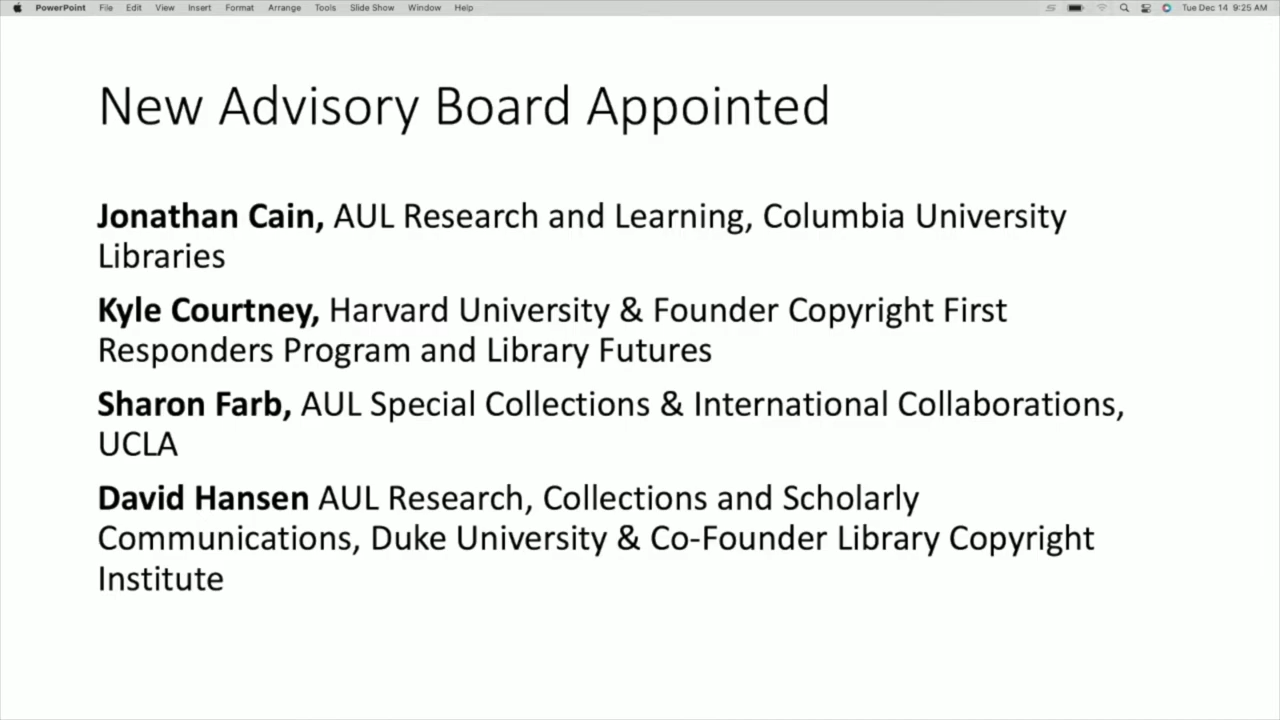 PowerPoint File Edit View Insert Format Arrange Tools Slide Show Window Help Tue Dec 14 9:25 AM
New Advisory Board Appointed
Jonathan Cain, AUL Research and Learning, Columbia University
Libraries
Kyle Courtney, Harvard University & Founder Copyright First
Responders Program and Library Futures
Sharon Farb, AUL Special Collections & International Collaborations,
UCLA
David Hansen AUL Research, Collections and Scholarly
Communications, Duke University & Co-Founder Library Copyright
Institute